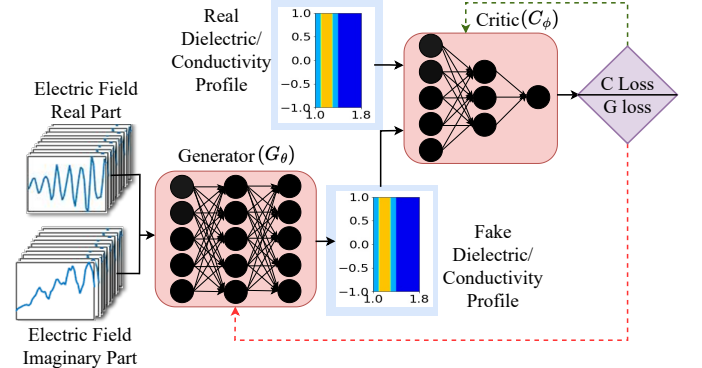 Real
Dielectric/
Conductivity
Profile
1.0
0.5
0.0
−0.5
−1.0
1.0
1.8
Critic(C_ϕ)
C Loss
G loss
Electric Field
Real Part
Generator(G_θ)
1.0
0.5
0.0
−0.5
−1.0
1.0
1.8
Fake
Dielectric/
Conductivity
Profile
Electric Field
Imaginary Part